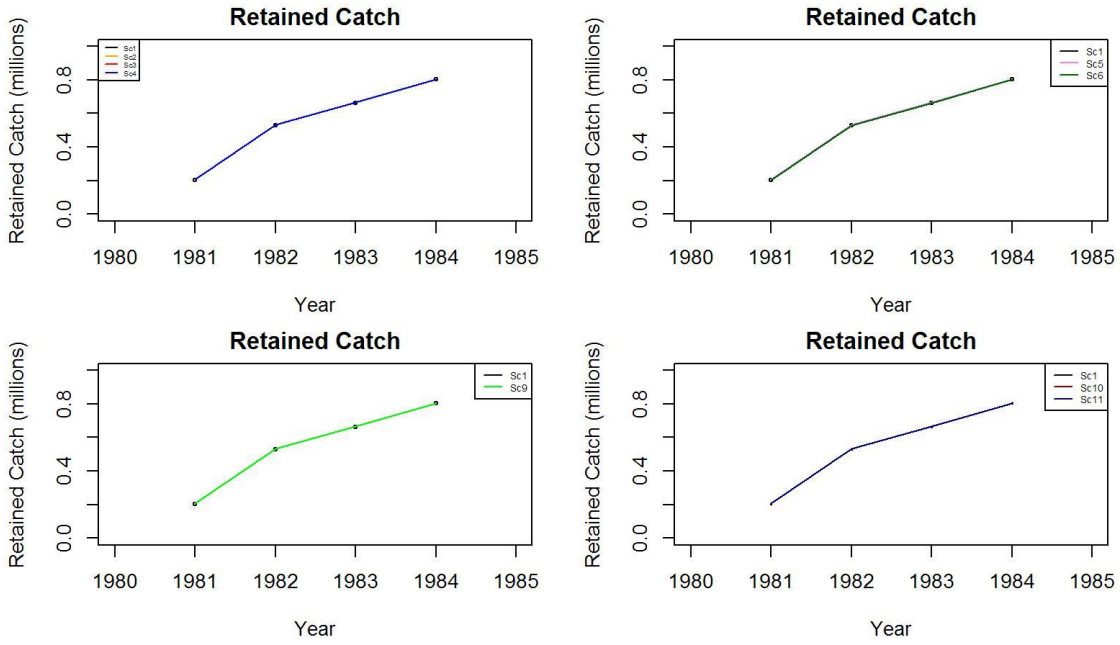 Retained Catch
Retained Catch (millions)
0.0 0.4 0.8
Sc1
Sc2
Sc3
Sc4
1980 1981 1982 1983 1984 1985
Year
Retained Catch
Retained Catch (millions)
0.0 0.4 0.8
Sc1
Sc5
Sc6
1980 1981 1982 1983 1984 1985
Year
Retained Catch
Retained Catch (millions)
0.0 0.4 0.8
Sc1
Sc9
1980 1981 1982 1983 1984 1985
Year
Retained Catch
Retained Catch (millions)
0.0 0.4 0.8
Sc1
Sc10
Sc11
1980 1981 1982 1983 1984 1985
Year